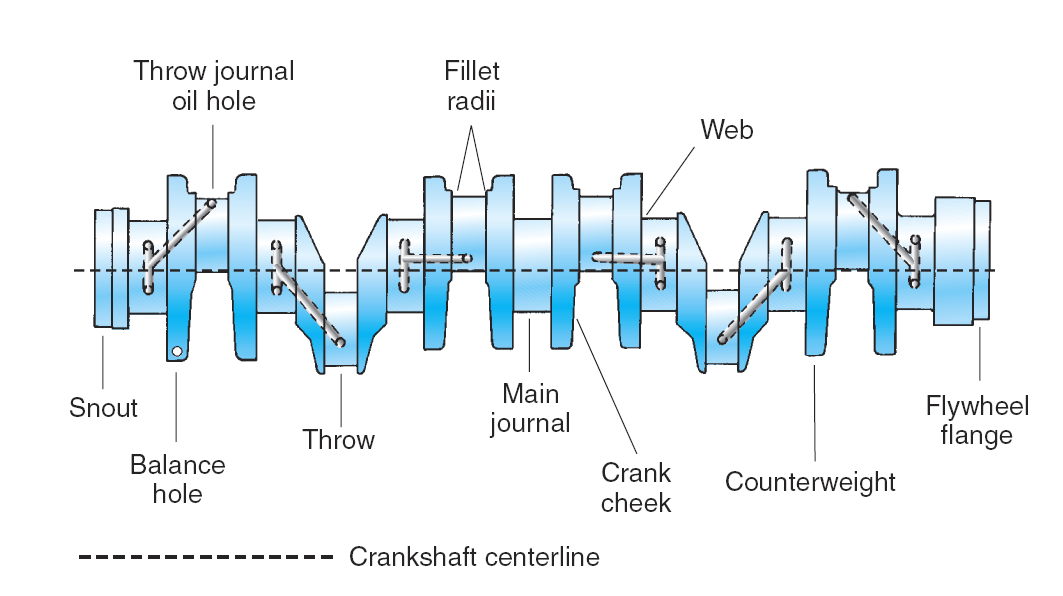 Throw journal
oil hole
Fillet
radii
Web
Snout
Balance
hole
Throw
Main
journal
Crank
cheek
Counterweight
Flywheel
flange
Crankshaft centerline